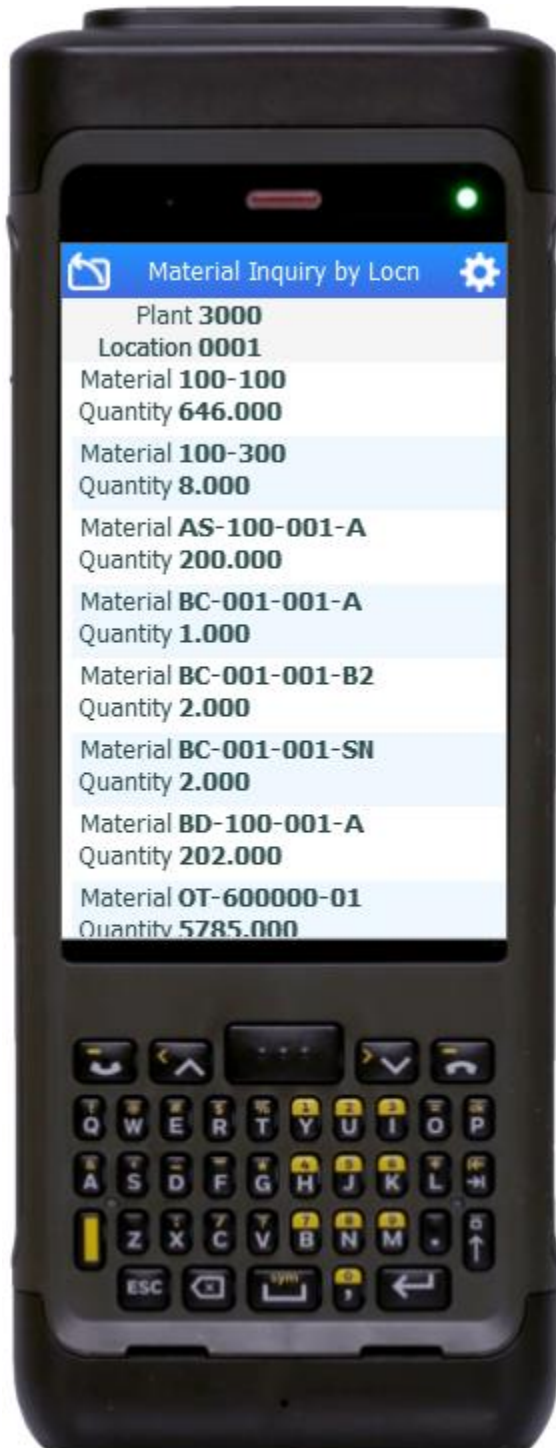 Material Inquiry by Locn
Plant 3000
Location 0001
Material 100-100
Quantity 646.000
Material 100-300
Quantity 8.000
Material AS-100-001-A
Quantity 200.000
Material BC-001-001-A
Quantity 1.000
Material BC-001-001-B2
Quantity 2.000
Material BC-001-001-SN
Quantity 2.000
Material BD-100-001-A
Quantity 202.000
Material OT-600000-01
Quantity 5785.000
Q W E R T Y U I O P
A S D F G H J K L
Z X C V B N M .
ESC sym 0 ,